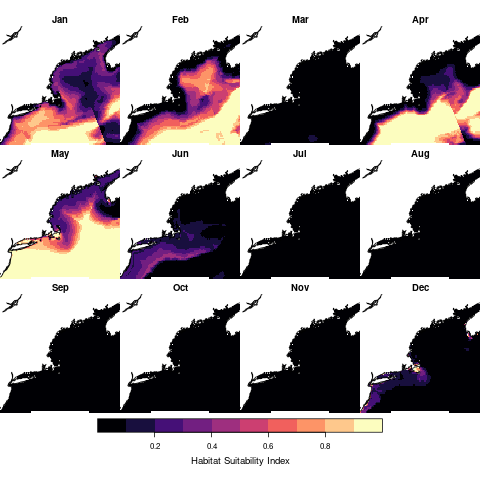 Jan Feb Mar Apr
May Jun Jul Aug
Sep Oct Nov Dec
0.2 0.4 0.6 0.8
Habitat Suitability Index